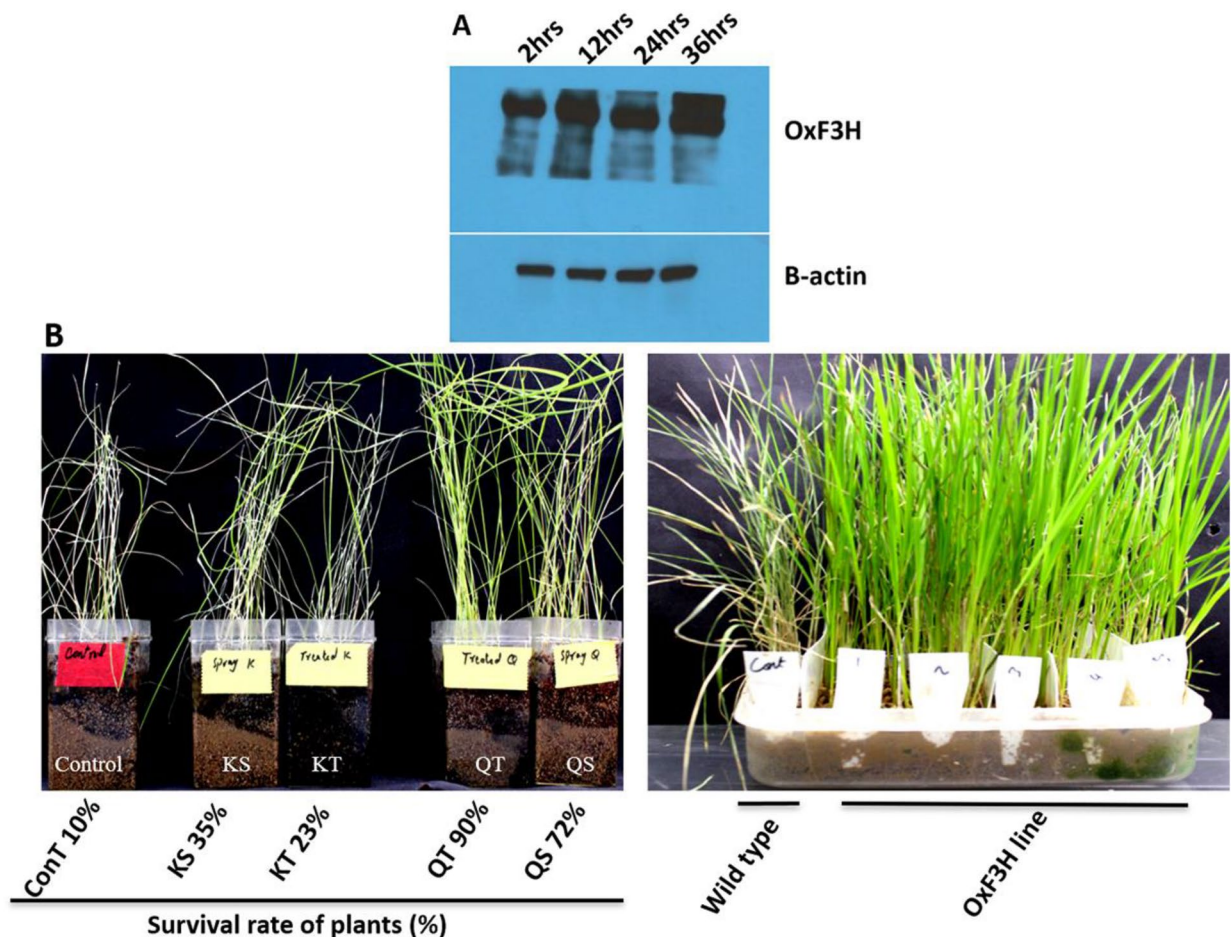 A
2hrs 12hrs 24hrs 36hrs
OxF3H
B-actin
B
Control
Spray K
Treated K
Treated Q
Spray Q
Control
KS
KT
QT
QS
Cont
1
2
3
4
ConT 10%
KS 35%
KT 23%
QT 90%
QS 72%
Wild type
OxF3H line
Survival rate of plants (%)